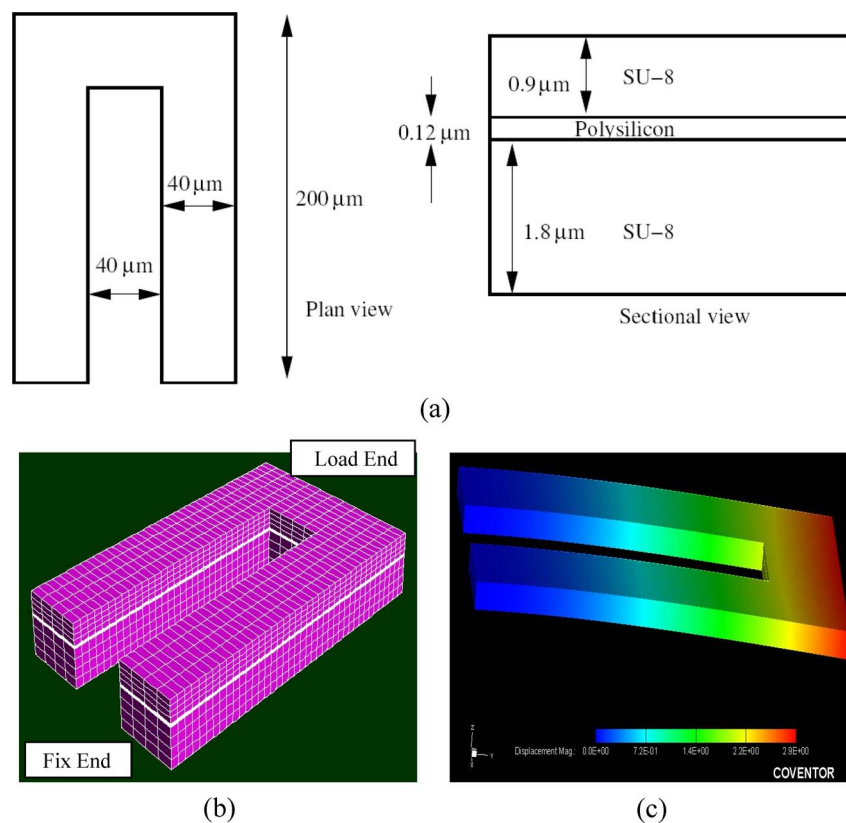 0.9 μm SU−8
0.12 μm Polysilicon
40 μm
200 μm
1.8 μm SU−8
40 μm
Plan view
Sectional view
(a)
Load End
Fix End
Z
Y
X
Displacement Mag.: 0.0E+00 7.2E-01 1.4E+00 2.2E+00 2.9E+00
COVENTOR
(b) (c)